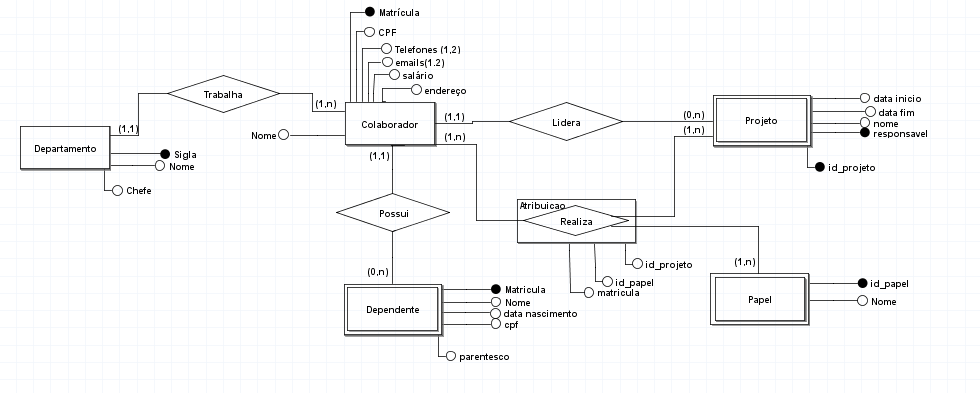 Matrícula
CPF
Telefones (1,2)
emails(1.2)
salário
endereço
Trabalha
(1,n)
Colaborador
(1,1)
(1,n)
Nome
(1,1)
(1,1)
Departamento
Sigla
Nome
Chefe
Lidera
(0,n)
(1,n)
Projeto
data inicio
data fim
nome
responsavel
id_projeto
Possui
(0,n)
Atribuicao
Realiza
id_projeto
id_papel
matricula
(1,n)
Papel
id_papel
Nome
Dependente
Matricula
Nome
data nascimento
cpf
parentesco